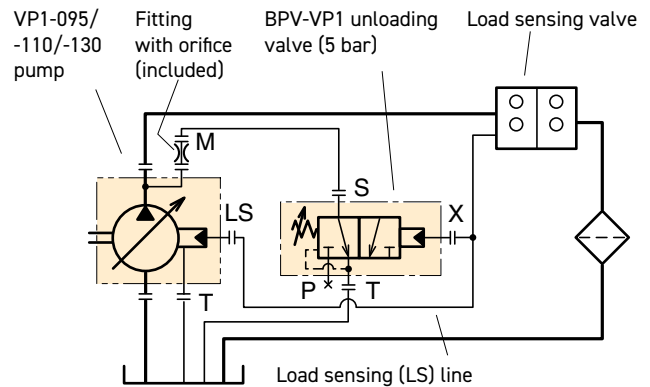 VP1-095/
-110/-130
pump
Fitting
with orifice
(included)
BPV-VP1 unloading
valve (5 bar)
Load sensing valve
M
S
LS
X
T
P
T
Load sensing (LS) line